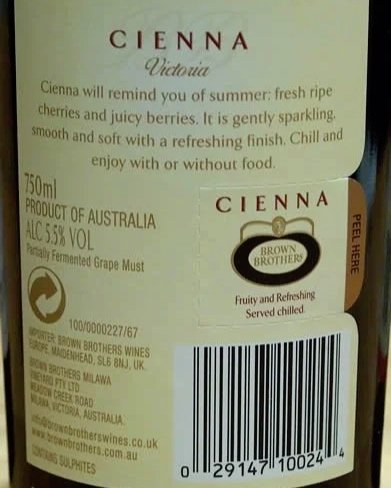 CIENNA
Victoria
Cienna will remind you of summer: fresh ripe
cherries and juicy berries. It is gently sparkling,
smooth and soft with a refreshing finish. Chill and
enjoy with or without food.
750ml
PRODUCT OF AUSTRALIA
ALC 5.5% VOL
Partially Fermented Grape Must
100/0000227/67
IMPORTER: BROWN BROTHERS WINES
EUROPE, MAIDENHEAD, SL6 8NJ, UK.
BROWN BROTHERS MILAWA
VINEYARD PTY LTD
MEADOW CREEK ROAD
MILAWA, VICTORIA, AUSTRALIA.
info@brownbrotherswines.co.uk
www.brownbrothers.com.au
CONTAINS SULPHITES
CIENNA
BROWN
BROTHERS
Fruity and Refreshing
Served chilled.
PEEL HERE
0 29147 10024 4